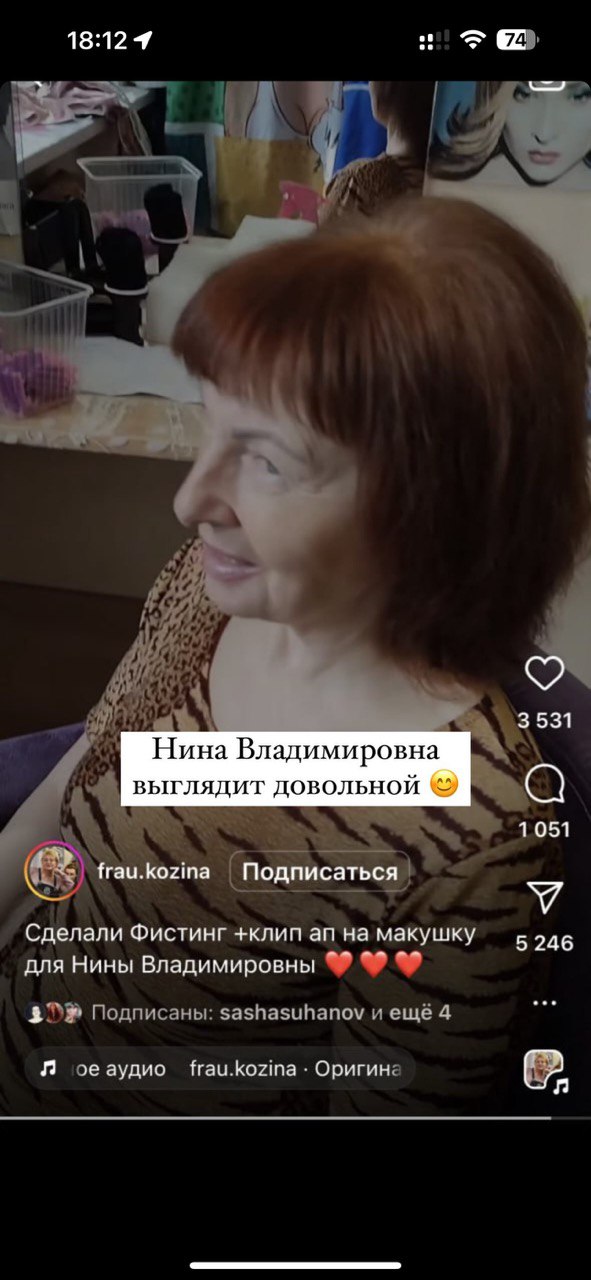 18:12
74
3 531
Нина Владимировна
выглядит довольной 😊
1 051
frau.kozina
Подписаться
5 246
Сделали Фистинг +клип ап на макушку
для Нины Владимировны ❤️❤️❤️
Подписаны: sashasuhanov и ещё 4
ое аудио frau.kozina · Оригина